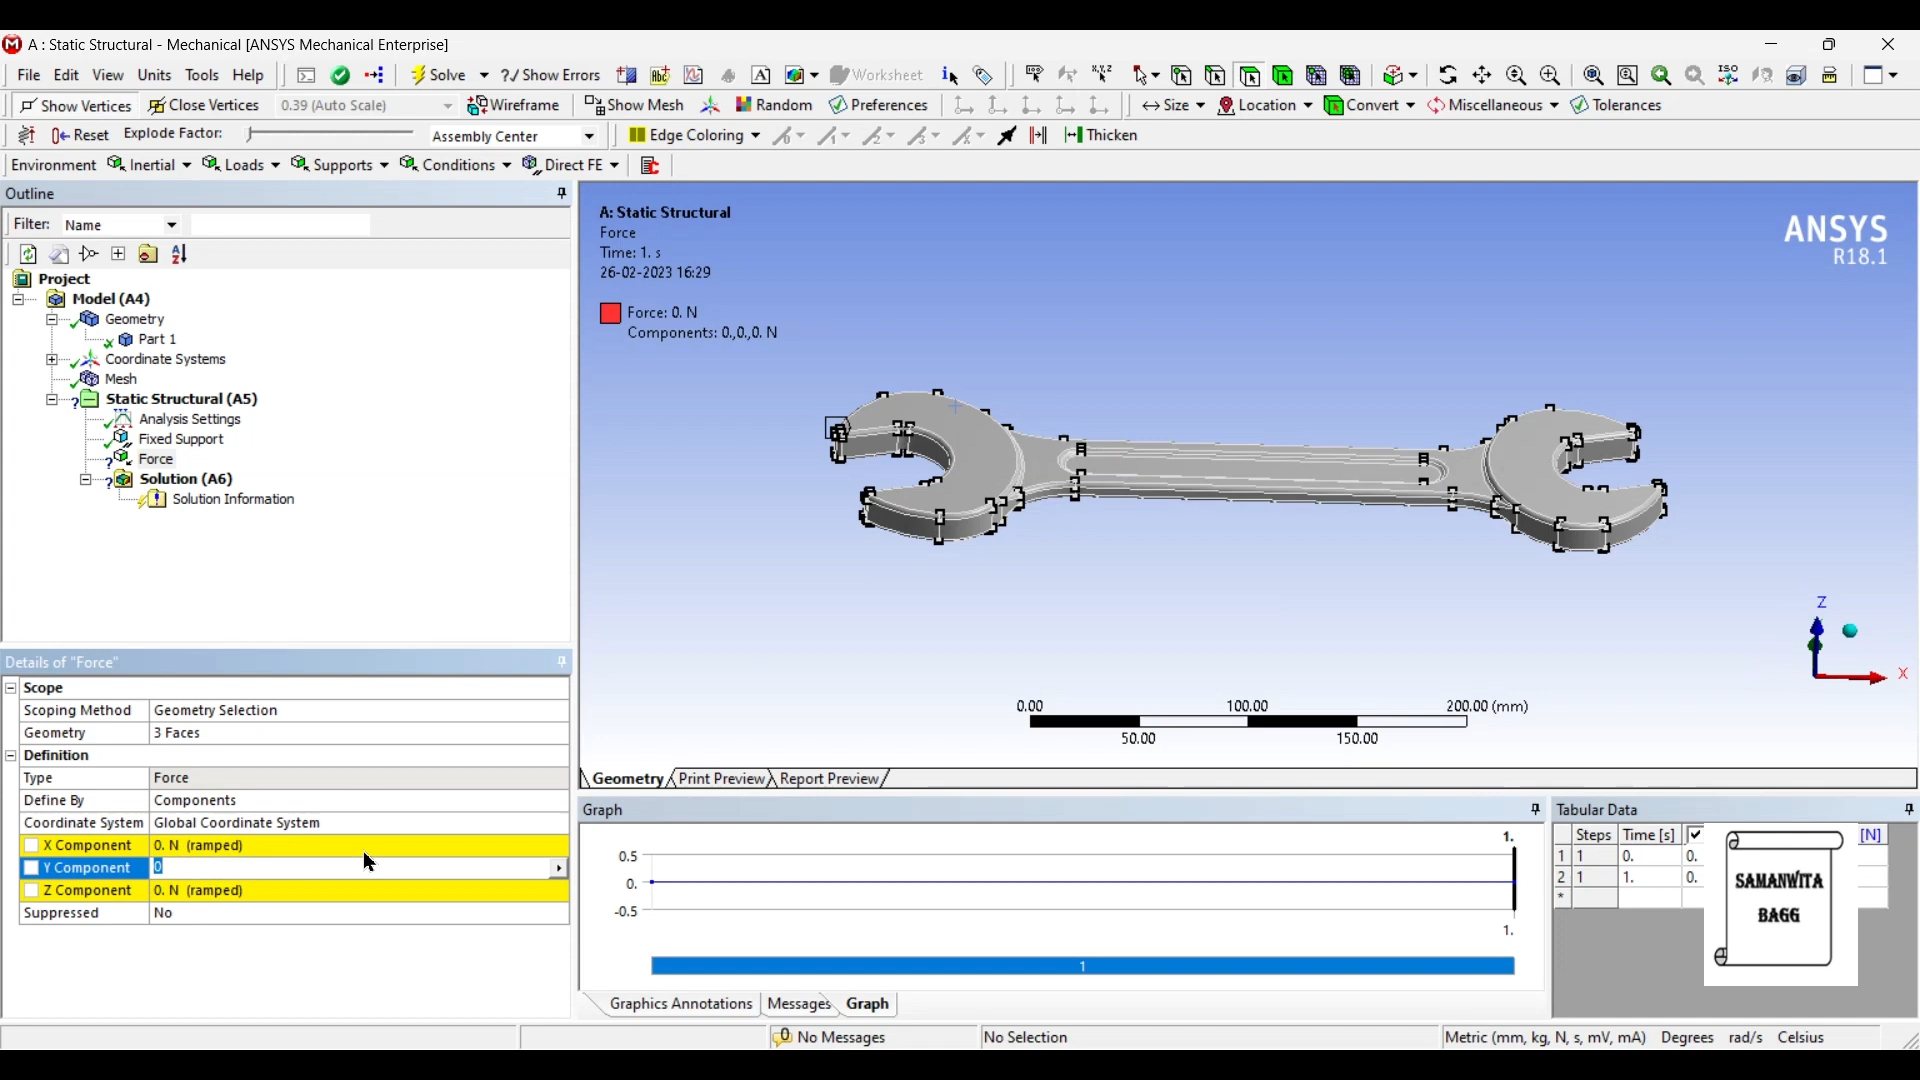 A : Static Structural - Mechanical [ANSYS Mechanical Enterprise]
File Edit View Units Tools Help Solve ?/ Show Errors Worksheet
Show Vertices Close Vertices 0.39 (Auto Scale) Wireframe Show Mesh Random Preferences Size Location Convert Miscellaneous Tolerances
Reset Explode Factor: Assembly Center Edge Coloring Thicken
Environment Inertial Loads Supports Conditions Direct FE
Outline
Filter: Name
Project
Model (A4)
Geometry
Part 1
Coordinate Systems
Mesh
Static Structural (A5)
Analysis Settings
Fixed Support
Force
Solution (A6)
Solution Information
Details of "Force"
Scope
Scoping Method Geometry Selection
Geometry 3 Faces
Definition
Type Force
Define By Components
Coordinate System Global Coordinate System
X Component 0. N (ramped)
Y Component 0
Z Component 0. N (ramped)
Suppressed No
A: Static Structural
Force
Time: 1. s
26-02-2023 16:29
Force: 0. N
Components: 0.,0.,0. N
ANSYS
R18.1
Z
X
0.00 100.00 200.00 (mm)
50.00 150.00
Geometry Print Preview Report Preview
Graph
1.
0.5
0.
-0.5
1.
1
Graphics Annotations Messages Graph
Tabular Data
Steps Time [s] [N]
1 1 0. 0.
2 1 1. 0.
*
SAMANWITA
BAGG
0 No Messages No Selection Metric (mm, kg, N, s, mV, mA) Degrees rad/s Celsius